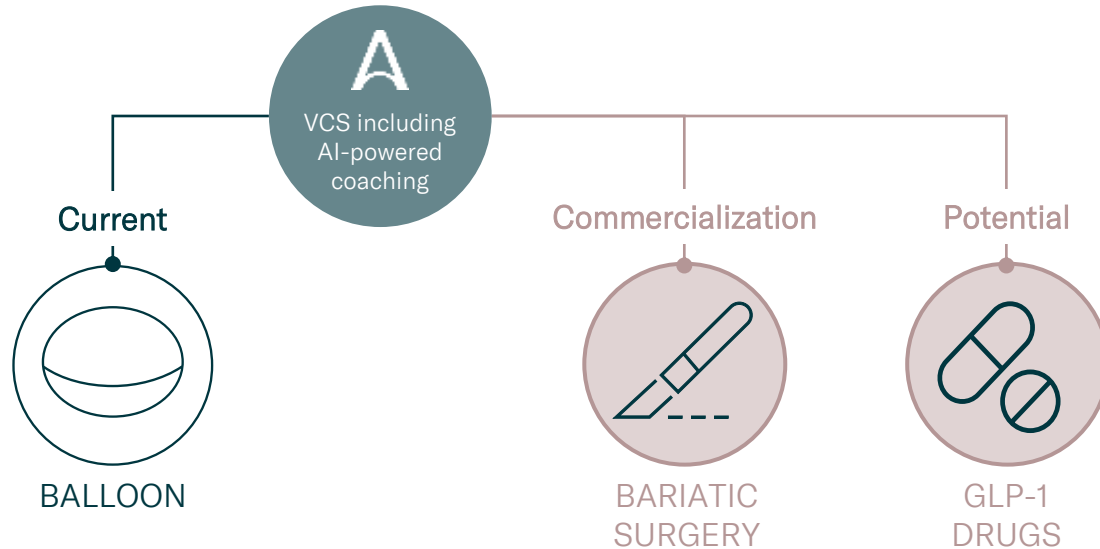 A
VCS including
AI-powered
coaching
Current
Commercialization
Potential
BALLOON
BARIATIC
SURGERY
GLP-1
DRUGS